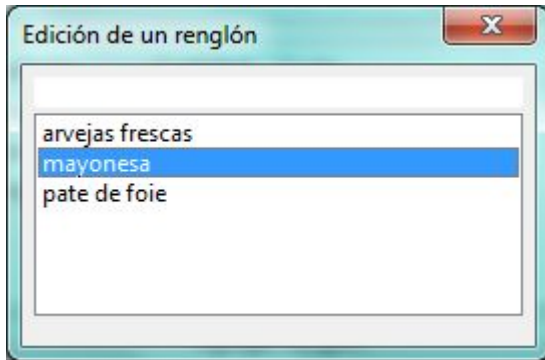 Edición de un renglón
arvejas frescas
mayonesa
pate de foie